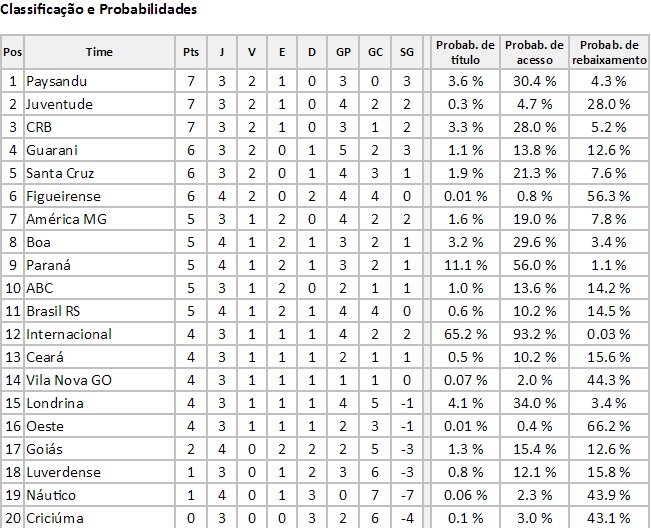 Classificação e Probabilidades
Pos Time Pts J V E D GP GC SG Probab. de título Probab. de acesso Probab. de rebaixamento
1 Paysandu 7 3 2 1 0 3 0 3 3.6 % 30.4 % 4.3 %
2 Juventude 7 3 2 1 0 4 2 2 0.3 % 4.7 % 28.0 %
3 CRB 7 3 2 1 0 3 1 2 3.3 % 28.0 % 5.2 %
4 Guarani 6 3 2 0 1 5 2 3 1.1 % 13.8 % 12.6 %
5 Santa Cruz 6 3 2 0 1 4 3 1 1.9 % 21.3 % 7.6 %
6 Figueirense 6 4 2 0 2 4 4 0 0.01 % 0.8 % 56.3 %
7 América MG 5 3 1 2 0 4 2 2 1.6 % 19.0 % 7.8 %
8 Boa 5 4 1 2 1 3 2 1 3.2 % 29.6 % 3.4 %
9 Paraná 5 4 1 2 1 3 2 1 11.1 % 56.0 % 1.1 %
10 ABC 5 3 1 2 0 2 1 1 1.0 % 13.6 % 14.2 %
11 Brasil RS 5 4 1 2 1 4 4 0 0.6 % 10.2 % 14.5 %
12 Internacional 4 3 1 1 1 4 2 2 65.2 % 93.2 % 0.03 %
13 Ceará 4 3 1 1 1 2 1 1 0.5 % 10.2 % 15.6 %
14 Vila Nova GO 4 3 1 1 1 1 1 0 0.07 % 2.0 % 44.3 %
15 Londrina 4 3 1 1 1 4 5 -1 4.1 % 34.0 % 3.4 %
16 Oeste 4 3 1 1 1 2 3 -1 0.01 % 0.4 % 66.2 %
17 Goiás 2 4 0 2 2 2 5 -3 1.3 % 15.4 % 12.6 %
18 Luverdense 1 3 0 1 2 3 6 -3 0.8 % 12.1 % 15.8 %
19 Náutico 1 4 0 1 3 0 7 -7 0.06 % 2.3 % 43.9 %
20 Criciúma 0 3 0 0 3 2 6 -4 0.1 % 3.0 % 43.1 %